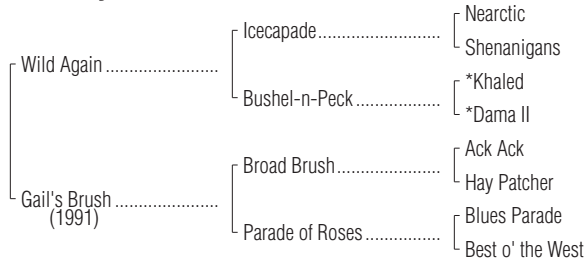 Nearctic
Icecapade..............................
Shenanigans
Wild Again ...........................
*Khaled
Bushel-n-Peck ....................
*Dama II
Ack Ack
Broad Brush.........................
Hay Patcher
Gail's Brush .........................
(1991)
Blues Parade
Parade of Roses..................
Best o' the West